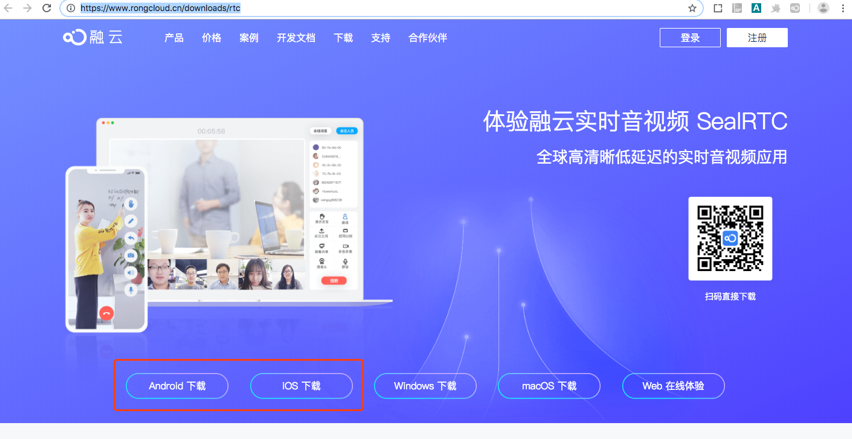 https://www.rongcloud.cn/downloads/rtc
融云
产品 价格 案例 开发文档 下载 支持 合作伙伴
登录 注册
00:05:56
体验融云实时音视频 SealRTC
全球高清晰低延迟的实时音视频应用
扫码直接下载
Android 下载
iOS 下载
Windows 下载
macOS 下载
Web 在线体验